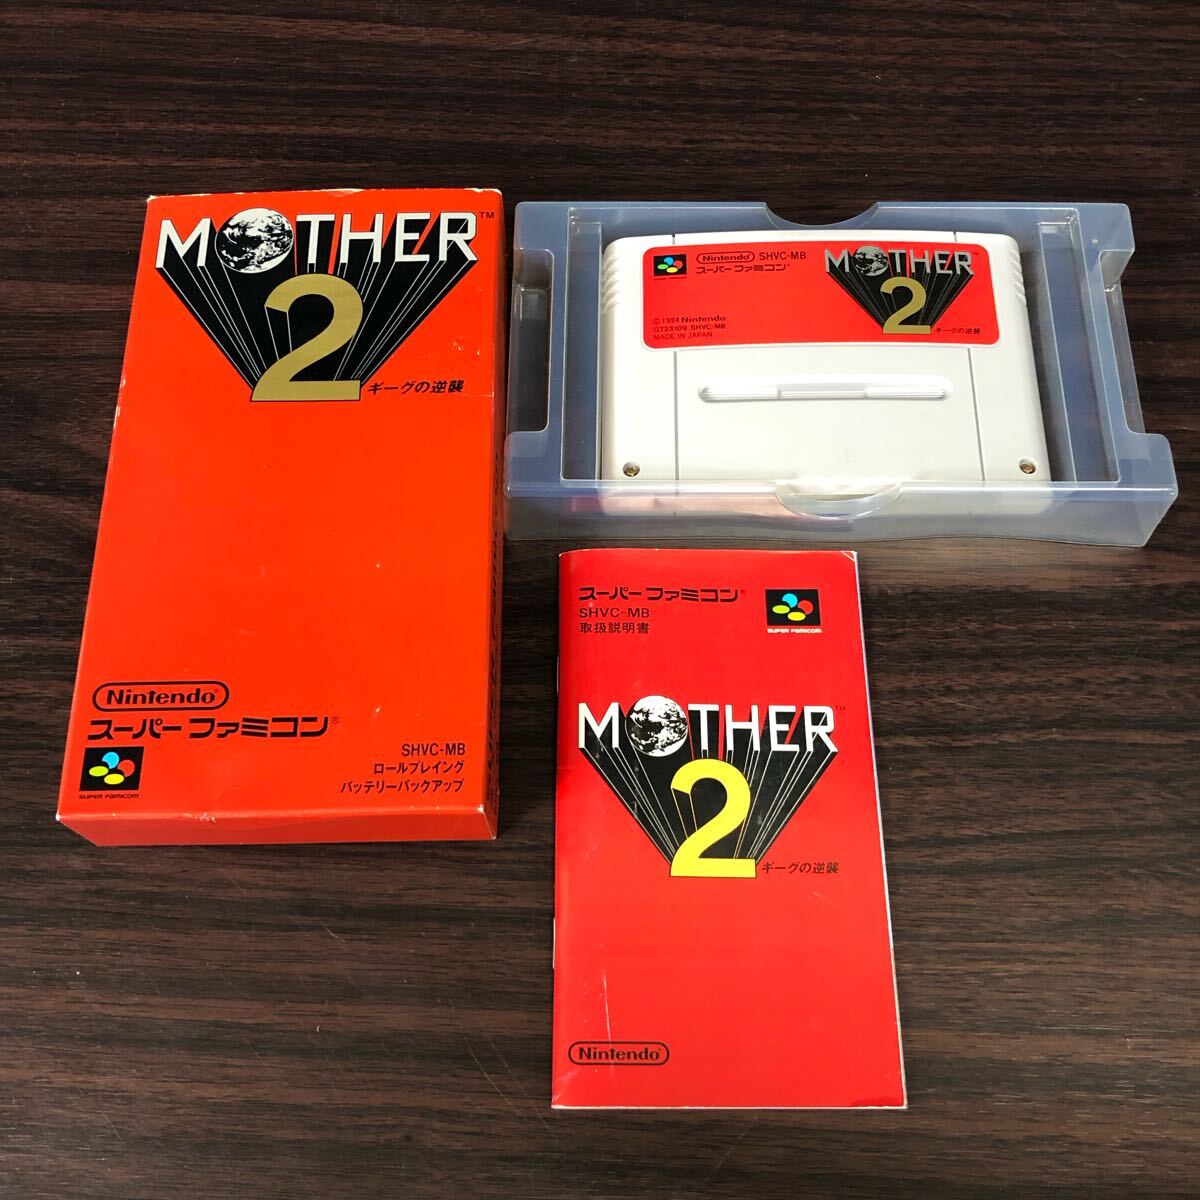 MOTHER™
2
ギーグの逆襲
Nintendo
スーパーファミコン®
SUPER FAMICOM
SHVC-MB
ロールプレイング
バッテリーバックアップ
Nintendo SHVC-MB
スーパーファミコン®
MOTHER
2
ギーグの逆襲
©1994 Nintendo
G723109 SHVC-MB
MADE IN JAPAN
スーパーファミコン®
SHVC-MB
取扱説明書
SUPER FAMICOM
MOTHER™
2
ギーグの逆襲
Nintendo®